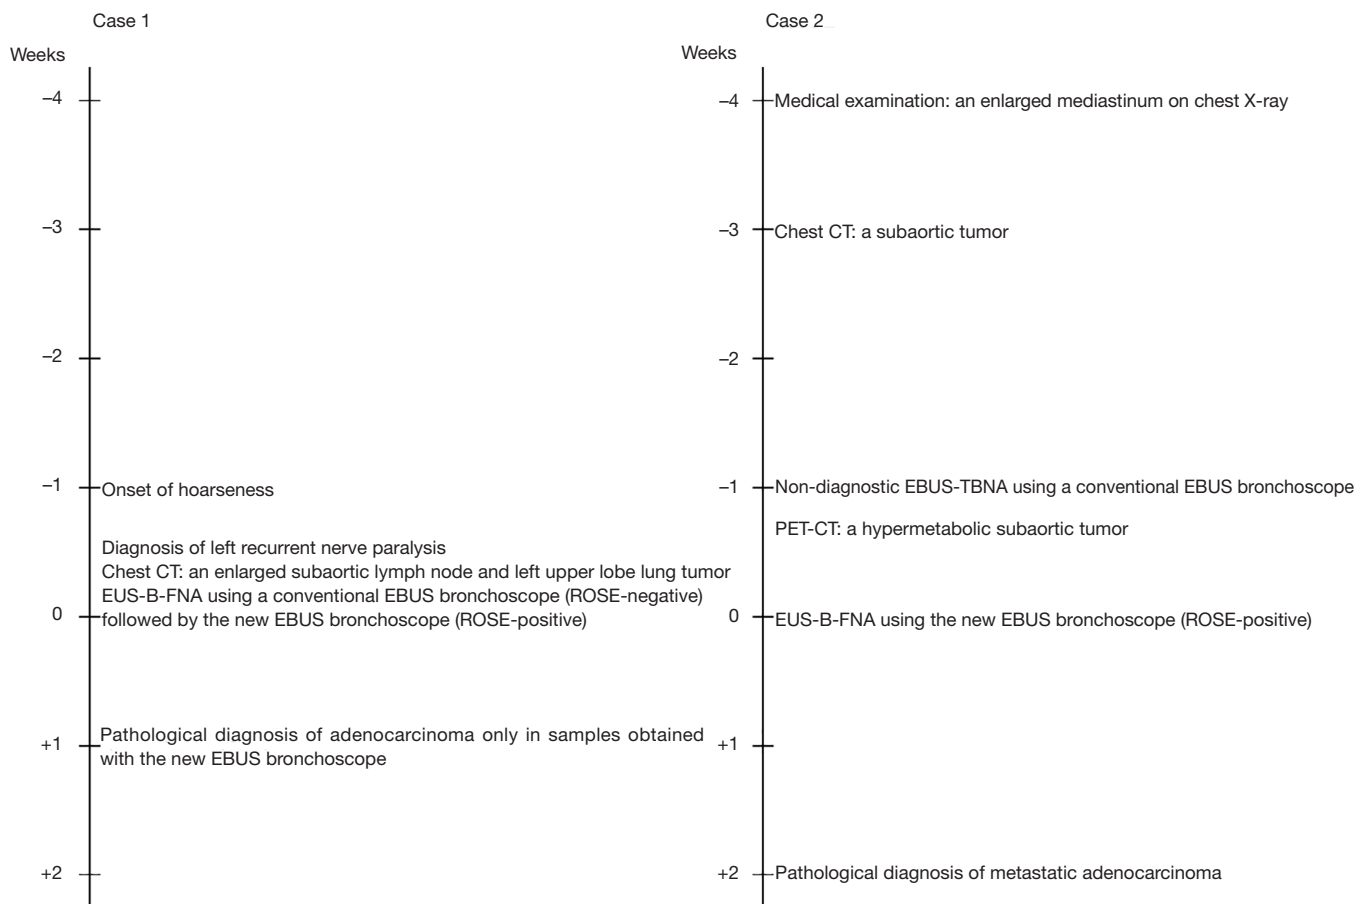 Case 1
Weeks
–4
–3
–2
–1
Onset of hoarseness
Diagnosis of left recurrent nerve paralysis
Chest CT: an enlarged subaortic lymph node and left upper lobe lung tumor
EUS-B-FNA using a conventional EBUS bronchoscope (ROSE-negative)
0
followed by the new EBUS bronchoscope (ROSE-positive)
+1
Pathological diagnosis of adenocarcinoma only in samples obtained
with the new EBUS bronchoscope
+2
Case 2
Weeks
–4
Medical examination: an enlarged mediastinum on chest X-ray
–3
Chest CT: a subaortic tumor
–2
–1
Non-diagnostic EBUS-TBNA using a conventional EBUS bronchoscope
PET-CT: a hypermetabolic subaortic tumor
0
EUS-B-FNA using the new EBUS bronchoscope (ROSE-positive)
+1
+2
Pathological diagnosis of metastatic adenocarcinoma